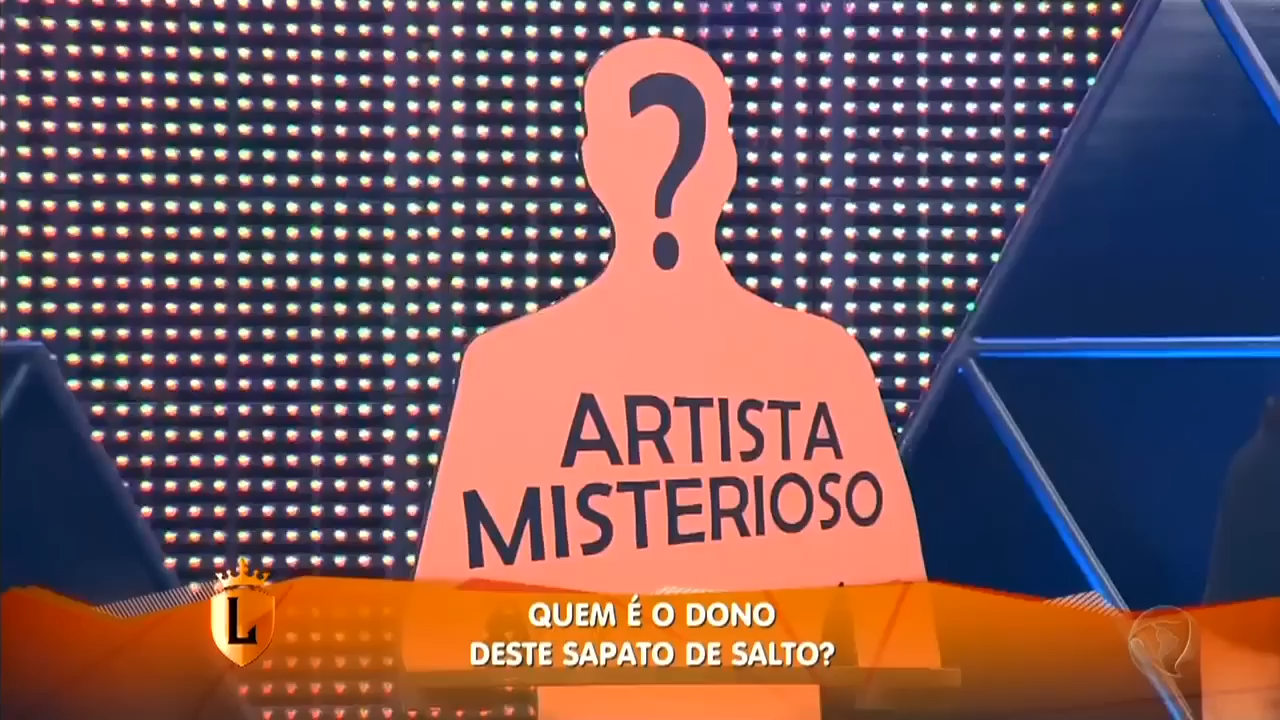 ?
ARTISTA
MISTERIOSO
L
QUEM É O DONO
DESTE SAPATO DE SALTO?